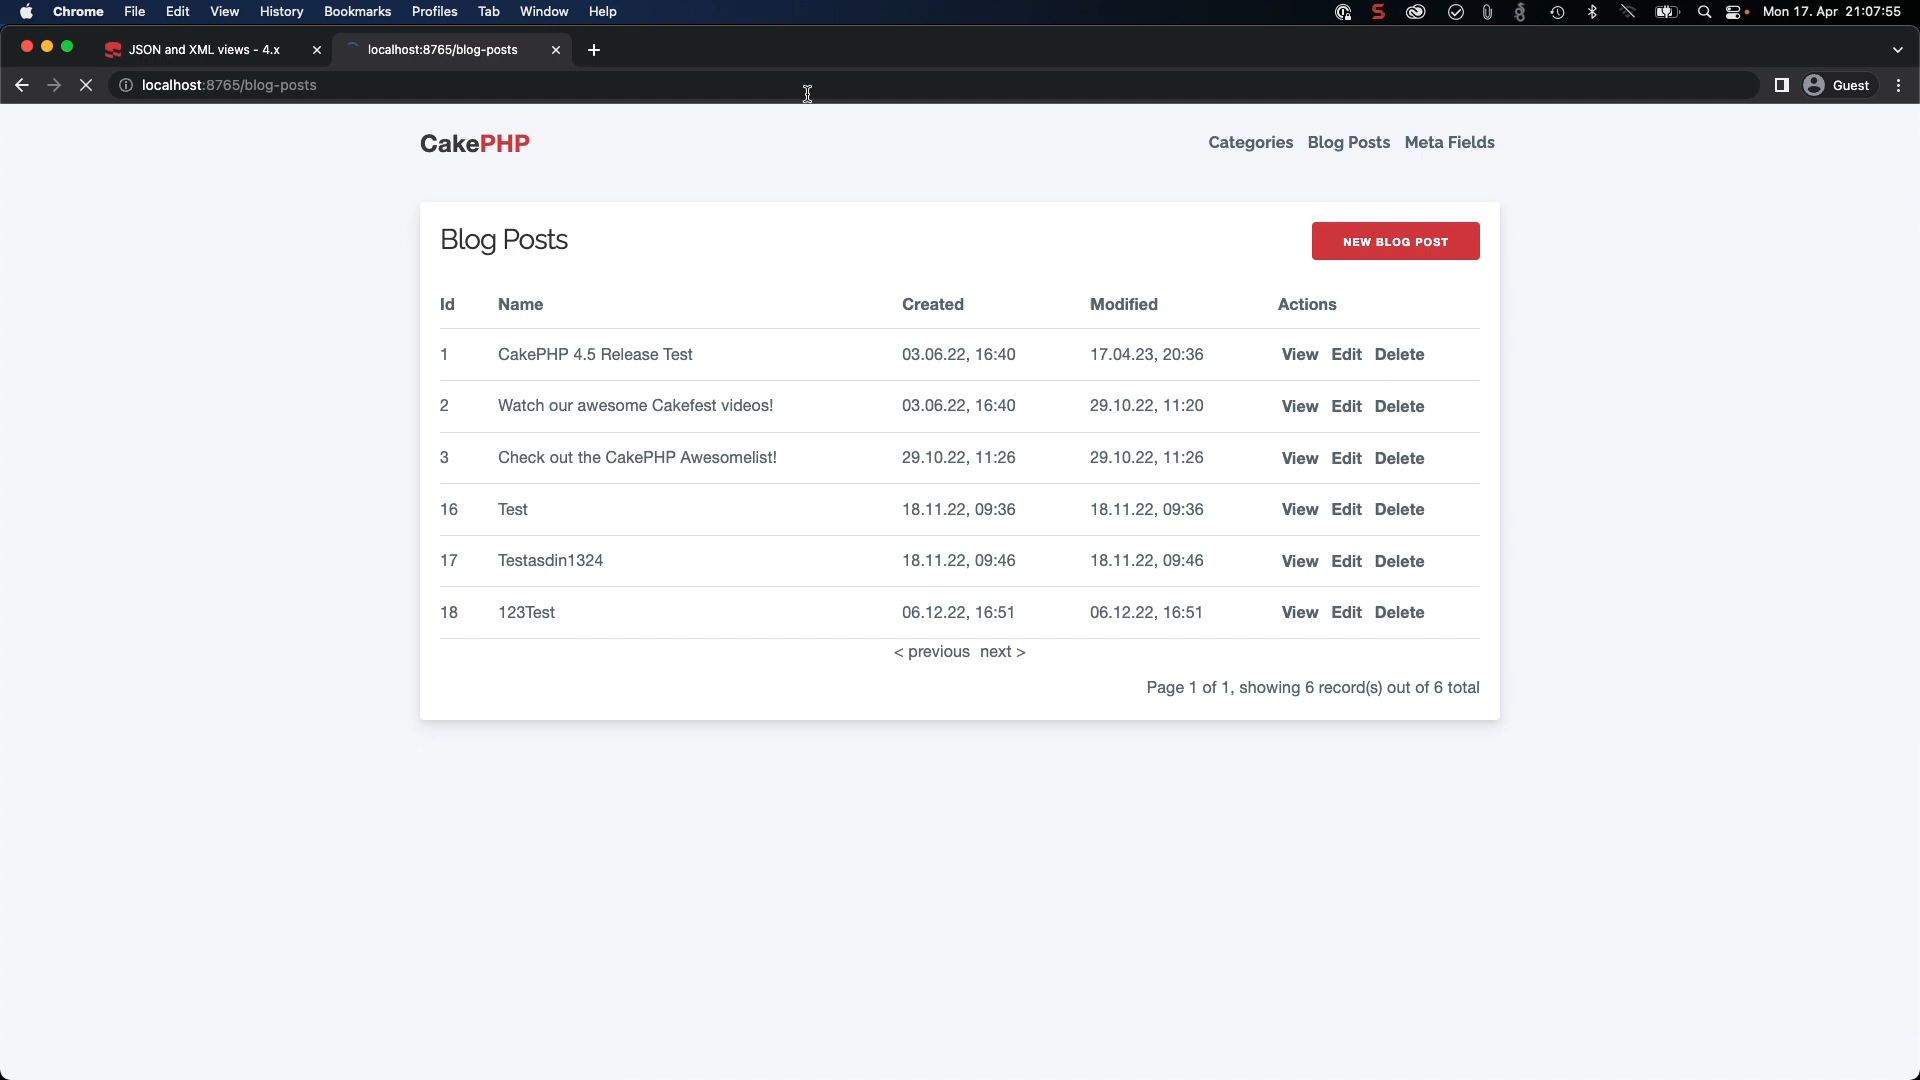 Chrome File Edit View History Bookmarks Profiles Tab Window Help Mon 17. Apr 21:07:55
JSON and XML views - 4.x localhost:8765/blog-posts
localhost:8765/blog-posts Guest
CakePHP Categories Blog Posts Meta Fields
Blog Posts NEW BLOG POST
Id Name Created Modified Actions
1 CakePHP 4.5 Release Test 03.06.22, 16:40 17.04.23, 20:36 View Edit Delete
2 Watch our awesome Cakefest videos! 03.06.22, 16:40 29.10.22, 11:20 View Edit Delete
3 Check out the CakePHP Awesomelist! 29.10.22, 11:26 29.10.22, 11:26 View Edit Delete
16 Test 18.11.22, 09:36 18.11.22, 09:36 View Edit Delete
17 Testasdin1324 18.11.22, 09:46 18.11.22, 09:46 View Edit Delete
18 123Test 06.12.22, 16:51 06.12.22, 16:51 View Edit Delete
< previous next >
Page 1 of 1, showing 6 record(s) out of 6 total